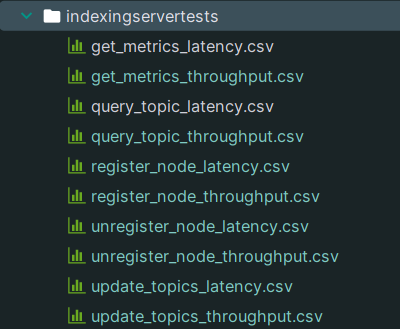 indexingservertests
get_metrics_latency.csv
get_metrics_throughput.csv
query_topic_latency.csv
query_topic_throughput.csv
register_node_latency.csv
register_node_throughput.csv
unregister_node_latency.csv
unregister_node_throughput.csv
update_topics_latency.csv
update_topics_throughput.csv